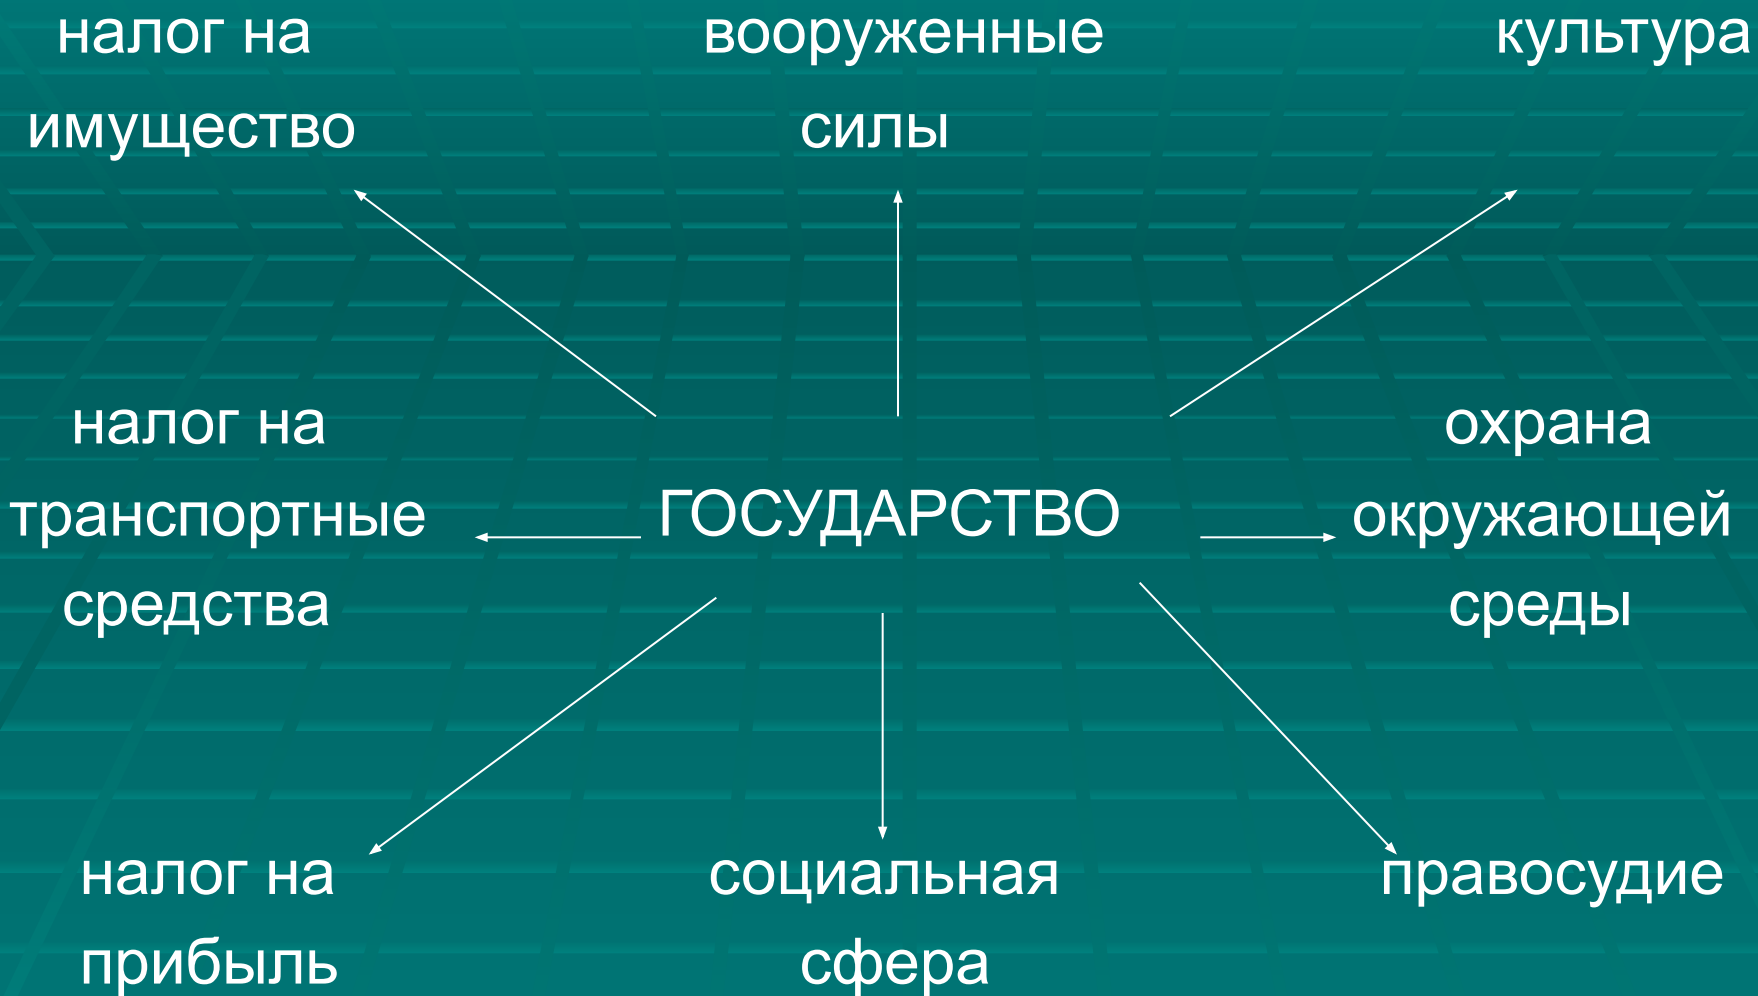 налог на
имущество
вооруженные
силы
культура
налог на
транспортные
средства
ГОСУДАРСТВО
охрана
окружающей
среды
налог на
прибыль
социальная
сфера
правосудие